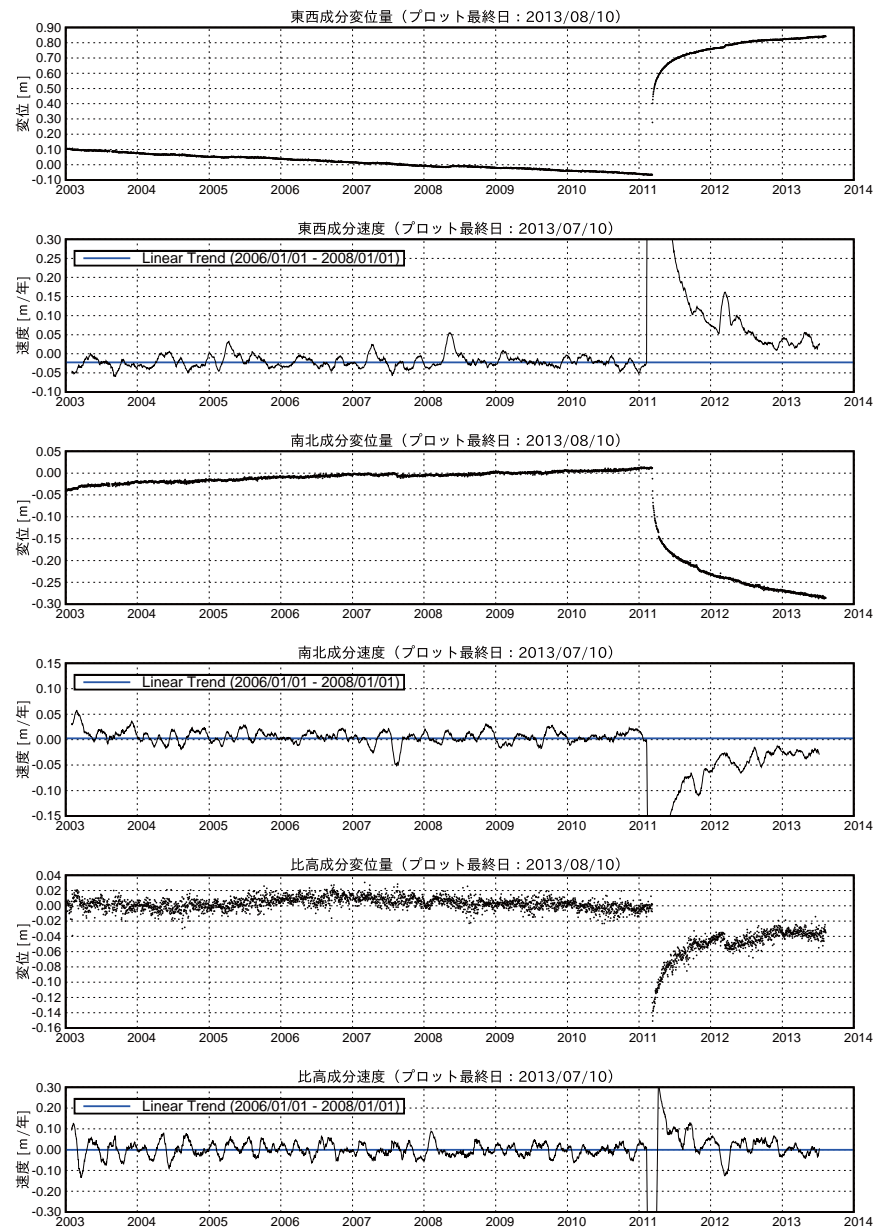 東西成分変位量（プロット最終日：2013/08/10）
変位 [m]
0.90
0.80
0.70
0.60
0.50
0.40
0.30
0.20
0.10
0.00
-0.10
2003 2004 2005 2006 2007 2008 2009 2010 2011 2012 2013 2014
東西成分速度（プロット最終日：2013/07/10）
速度 [m/年]
0.30
0.25
0.20
0.15
0.10
0.05
0.00
-0.05
-0.10
Linear Trend (2006/01/01 - 2008/01/01)
2003 2004 2005 2006 2007 2008 2009 2010 2011 2012 2013 2014
南北成分変位量（プロット最終日：2013/08/10）
変位 [m]
0.05
0.00
-0.05
-0.10
-0.15
-0.20
-0.25
-0.30
2003 2004 2005 2006 2007 2008 2009 2010 2011 2012 2013 2014
南北成分速度（プロット最終日：2013/07/10）
速度 [m/年]
0.15
0.10
0.05
0.00
-0.05
-0.10
-0.15
Linear Trend (2006/01/01 - 2008/01/01)
2003 2004 2005 2006 2007 2008 2009 2010 2011 2012 2013 2014
比高成分変位量（プロット最終日：2013/08/10）
変位 [m]
0.04
0.02
0.00
-0.02
-0.04
-0.06
-0.08
-0.10
-0.12
-0.14
-0.16
2003 2004 2005 2006 2007 2008 2009 2010 2011 2012 2013 2014
比高成分速度（プロット最終日：2013/07/10）
速度 [m/年]
0.30
0.20
0.10
0.00
-0.10
-0.20
-0.30
Linear Trend (2006/01/01 - 2008/01/01)
2003 2004 2005 2006 2007 2008 2009 2010 2011 2012 2013 2014